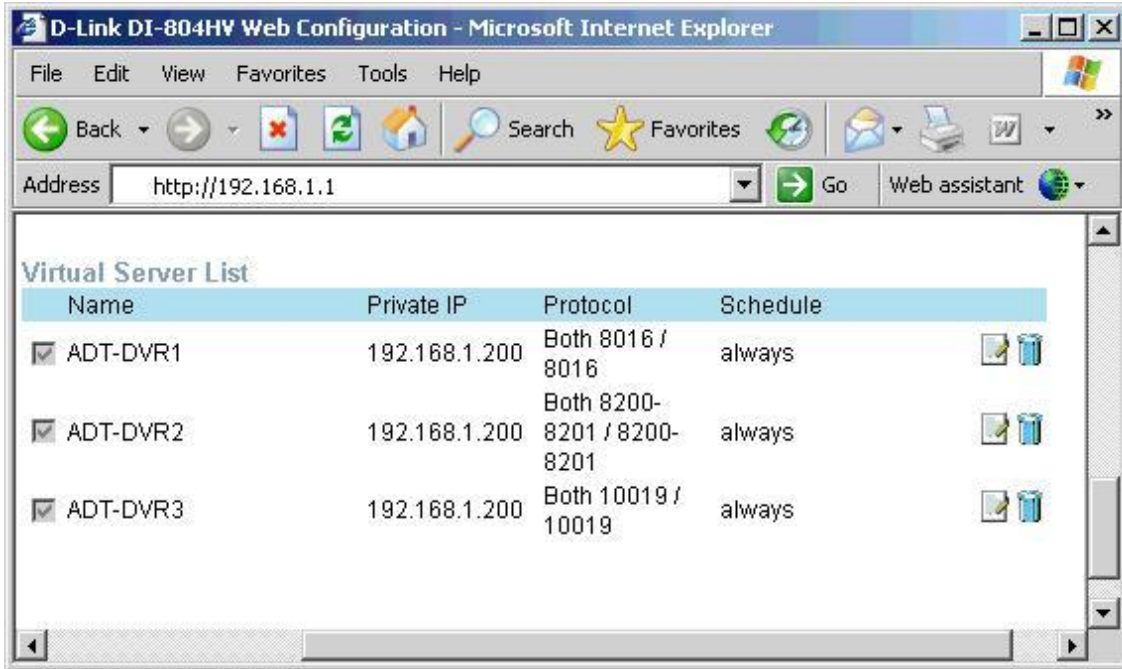 D-Link DI-804HV Web Configuration - Microsoft Internet Explorer
File Edit View Favorites Tools Help
Back Search Favorites W »
Address http://192.168.1.1 Go Web assistant
Virtual Server List
Name Private IP Protocol Schedule
ADT-DVR1 192.168.1.200 Both 8016 / always
8016
Both 8200-
ADT-DVR2 192.168.1.200 8201 / 8200- always
8201
ADT-DVR3 192.168.1.200 Both 10019 / always
10019